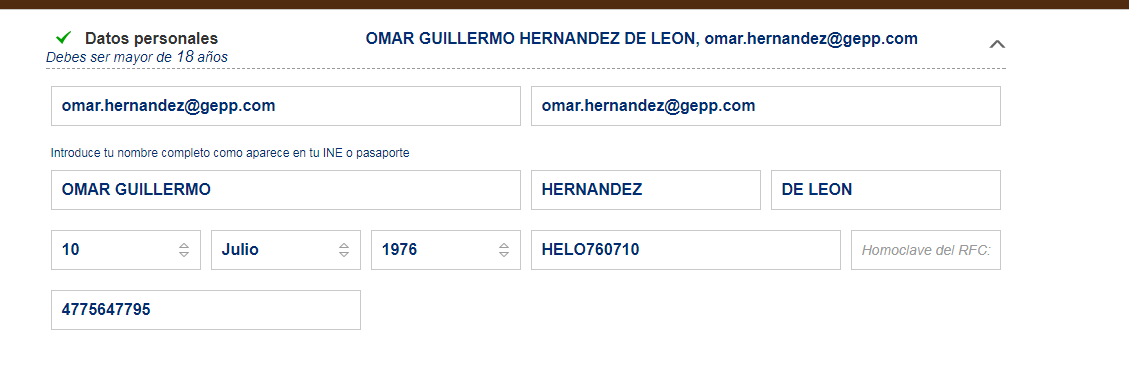 Datos personales
OMAR GUILLERMO HERNANDEZ DE LEON, omar.hernandez@gepp.com
Debes ser mayor de 18 años
omar.hernandez@gepp.com omar.hernandez@gepp.com
Introduce tu nombre completo como aparece en tu INE o pasaporte
OMAR GUILLERMO HERNANDEZ DE LEON
10 Julio 1976 HELO760710 Homoclave del RFC:
4775647795